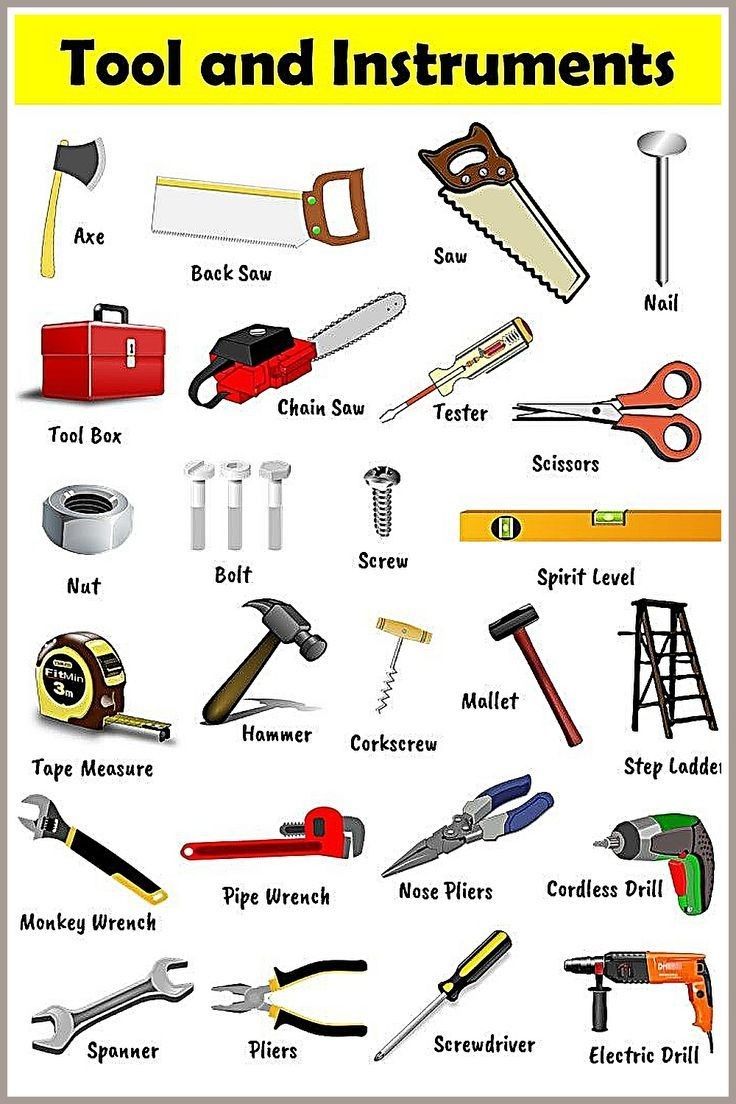 Tool and Instruments
Axe
Back Saw
Saw
Nail
Tool Box
Chain Saw
Tester
Scissors
Nut
Bolt
Screw
Spirit Level
FitMin
3m
Tape Measure
Hammer
Corkscrew
Mallet
Step Ladder
Monkey Wrench
Pipe Wrench
Nose Pliers
Cordless Drill
Spanner
Pliers
Screwdriver
Electric Drill